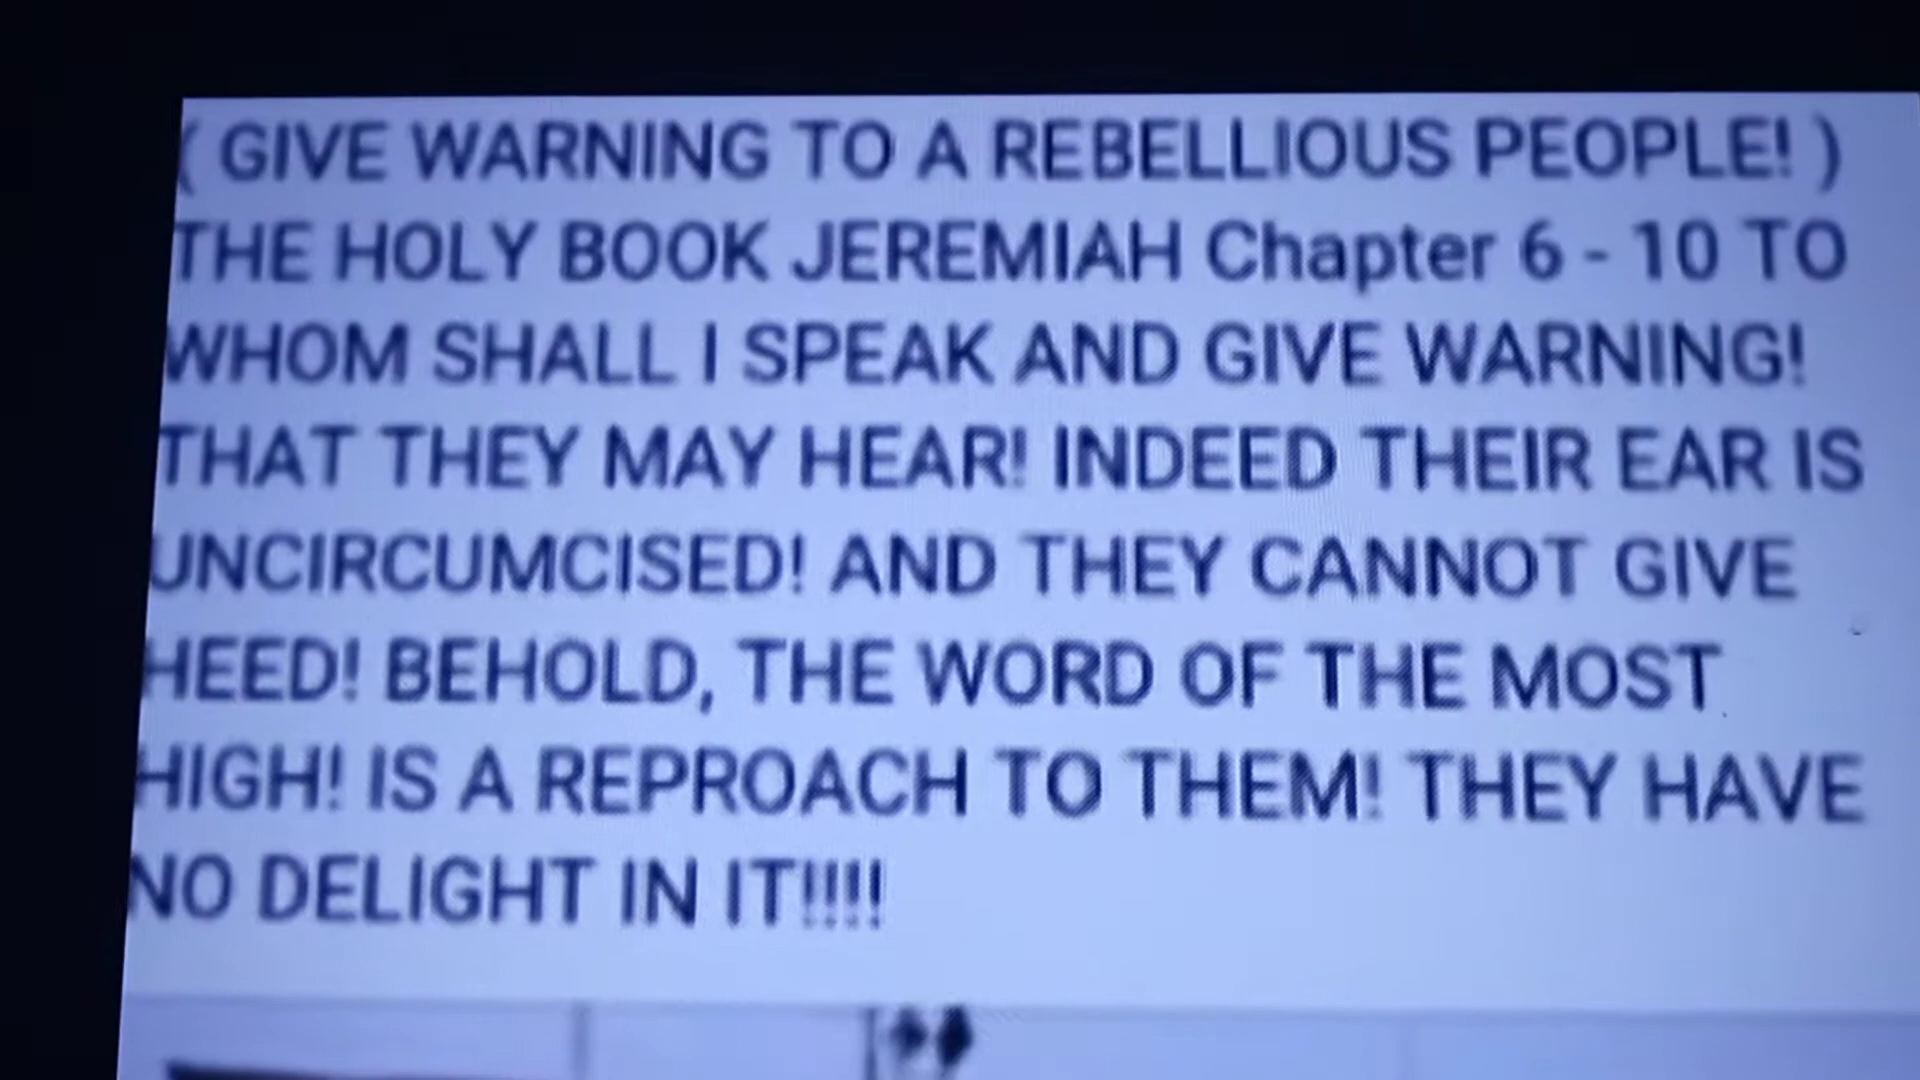 ( GIVE WARNING TO A REBELLIOUS PEOPLE! )
THE HOLY BOOK JEREMIAH Chapter 6 - 10 TO
WHOM SHALL I SPEAK AND GIVE WARNING!
THAT THEY MAY HEAR! INDEED THEIR EAR IS
UNCIRCUMCISED! AND THEY CANNOT GIVE
HEED! BEHOLD, THE WORD OF THE MOST
HIGH! IS A REPROACH TO THEM! THEY HAVE
NO DELIGHT IN IT!!!!